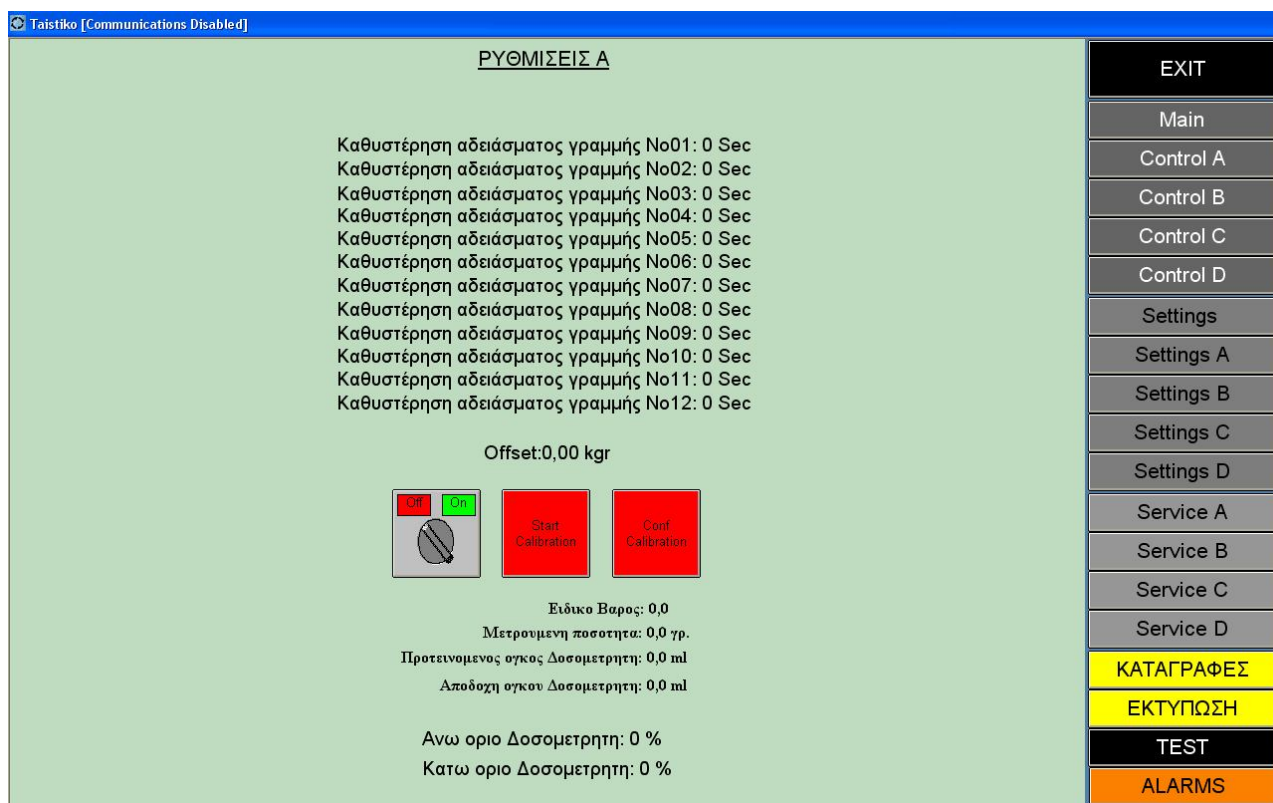 Taistiko [Communications Disabled]
ΡΥΘΜΙΣΕΙΣ Α
Καθυστέρηση αδειάσματος γραμμής No01: 0 Sec
Καθυστέρηση αδειάσματος γραμμής No02: 0 Sec
Καθυστέρηση αδειάσματος γραμμής No03: 0 Sec
Καθυστέρηση αδειάσματος γραμμής No04: 0 Sec
Καθυστέρηση αδειάσματος γραμμής No05: 0 Sec
Καθυστέρηση αδειάσματος γραμμής No06: 0 Sec
Καθυστέρηση αδειάσματος γραμμής No07: 0 Sec
Καθυστέρηση αδειάσματος γραμμής No08: 0 Sec
Καθυστέρηση αδειάσματος γραμμής No09: 0 Sec
Καθυστέρηση αδειάσματος γραμμής No10: 0 Sec
Καθυστέρηση αδειάσματος γραμμής No11: 0 Sec
Καθυστέρηση αδειάσματος γραμμής No12: 0 Sec
Offset:0,00 kgr
Off On
Start
Calibration
Conf
Calibration
Ειδικο Βαρος: 0,0
Μετρουμενη ποσοτητα: 0,0 γρ.
Προτεινομενος ογκος Δοσομετρητη: 0,0 ml
Αποδοχη ογκου Δοσομετρητη: 0,0 ml
Ανω οριο Δοσομετρητη: 0 %
Κατω οριο Δοσομετρητη: 0 %
EXIT
Main
Control A
Control B
Control C
Control D
Settings
Settings A
Settings B
Settings C
Settings D
Service A
Service B
Service C
Service D
ΚΑΤΑΓΡΑΦΕΣ
ΕΚΤΥΠΩΣΗ
TEST
ALARMS